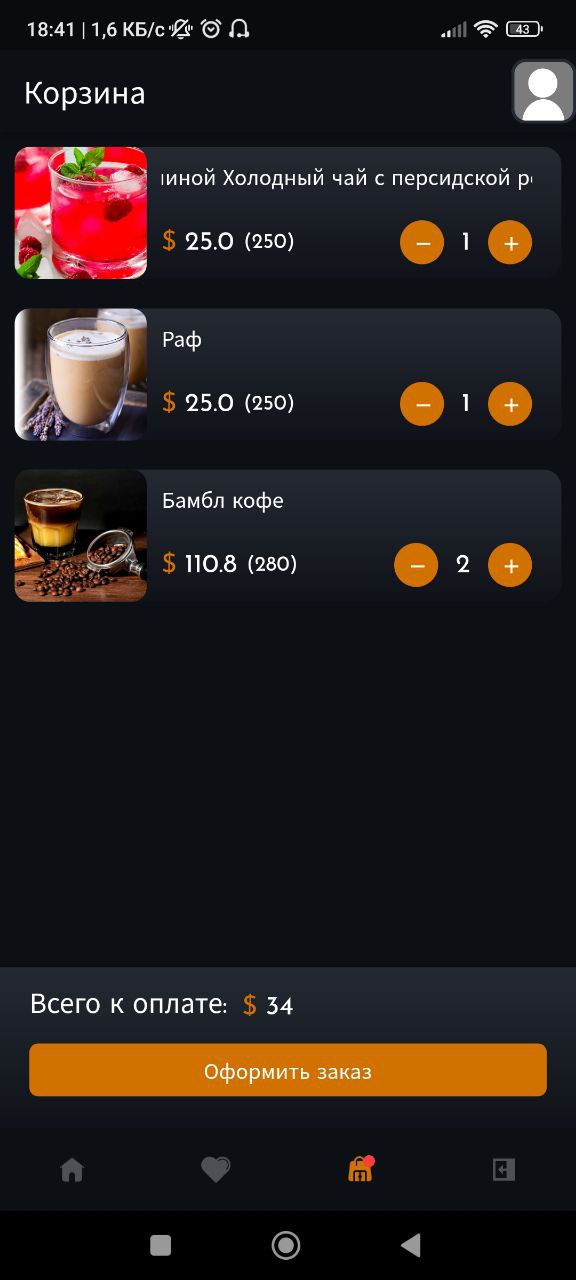 18:41 | 1,6 КБ/с
43
Корзина
иной Холодный чай с персидской
$ 25.0 (250)
− 1 +
Раф
$ 25.0 (250)
− 1 +
Бамбл кофе
$ 110.8 (280)
− 2 +
Всего к оплате: $ 34
Оформить заказ